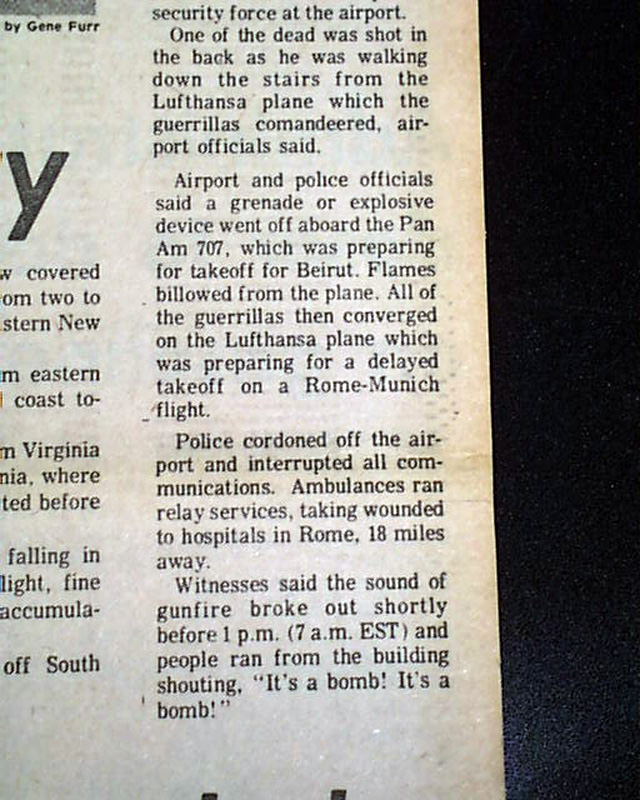 by Gene Furr
y
w covered
om two to
stern New
m eastern
coast to-
m Virginia
nia, where
ted before
falling in
light, fine
accumula-
off South
security force at the airport.
One of the dead was shot in
the back as he was walking
down the stairs from the
Lufthansa plane which the
guerrillas comandeered, air-
port officials said.
Airport and police officials
said a grenade or explosive
device went off aboard the Pan
Am 707, which was preparing
for takeoff for Beirut. Flames
billowed from the plane. All of
the guerrillas then converged
on the Lufthansa plane which
was preparing for a delayed
takeoff on a Rome-Munich
flight.
Police cordoned off the air-
port and interrupted all com-
munications. Ambulances ran
relay services, taking wounded
to hospitals in Rome, 18 miles
away.
Witnesses said the sound of
gunfire broke out shortly
before 1 p.m. (7 a.m. EST) and
people ran from the building
shouting, "It's a bomb! It's a
bomb!"